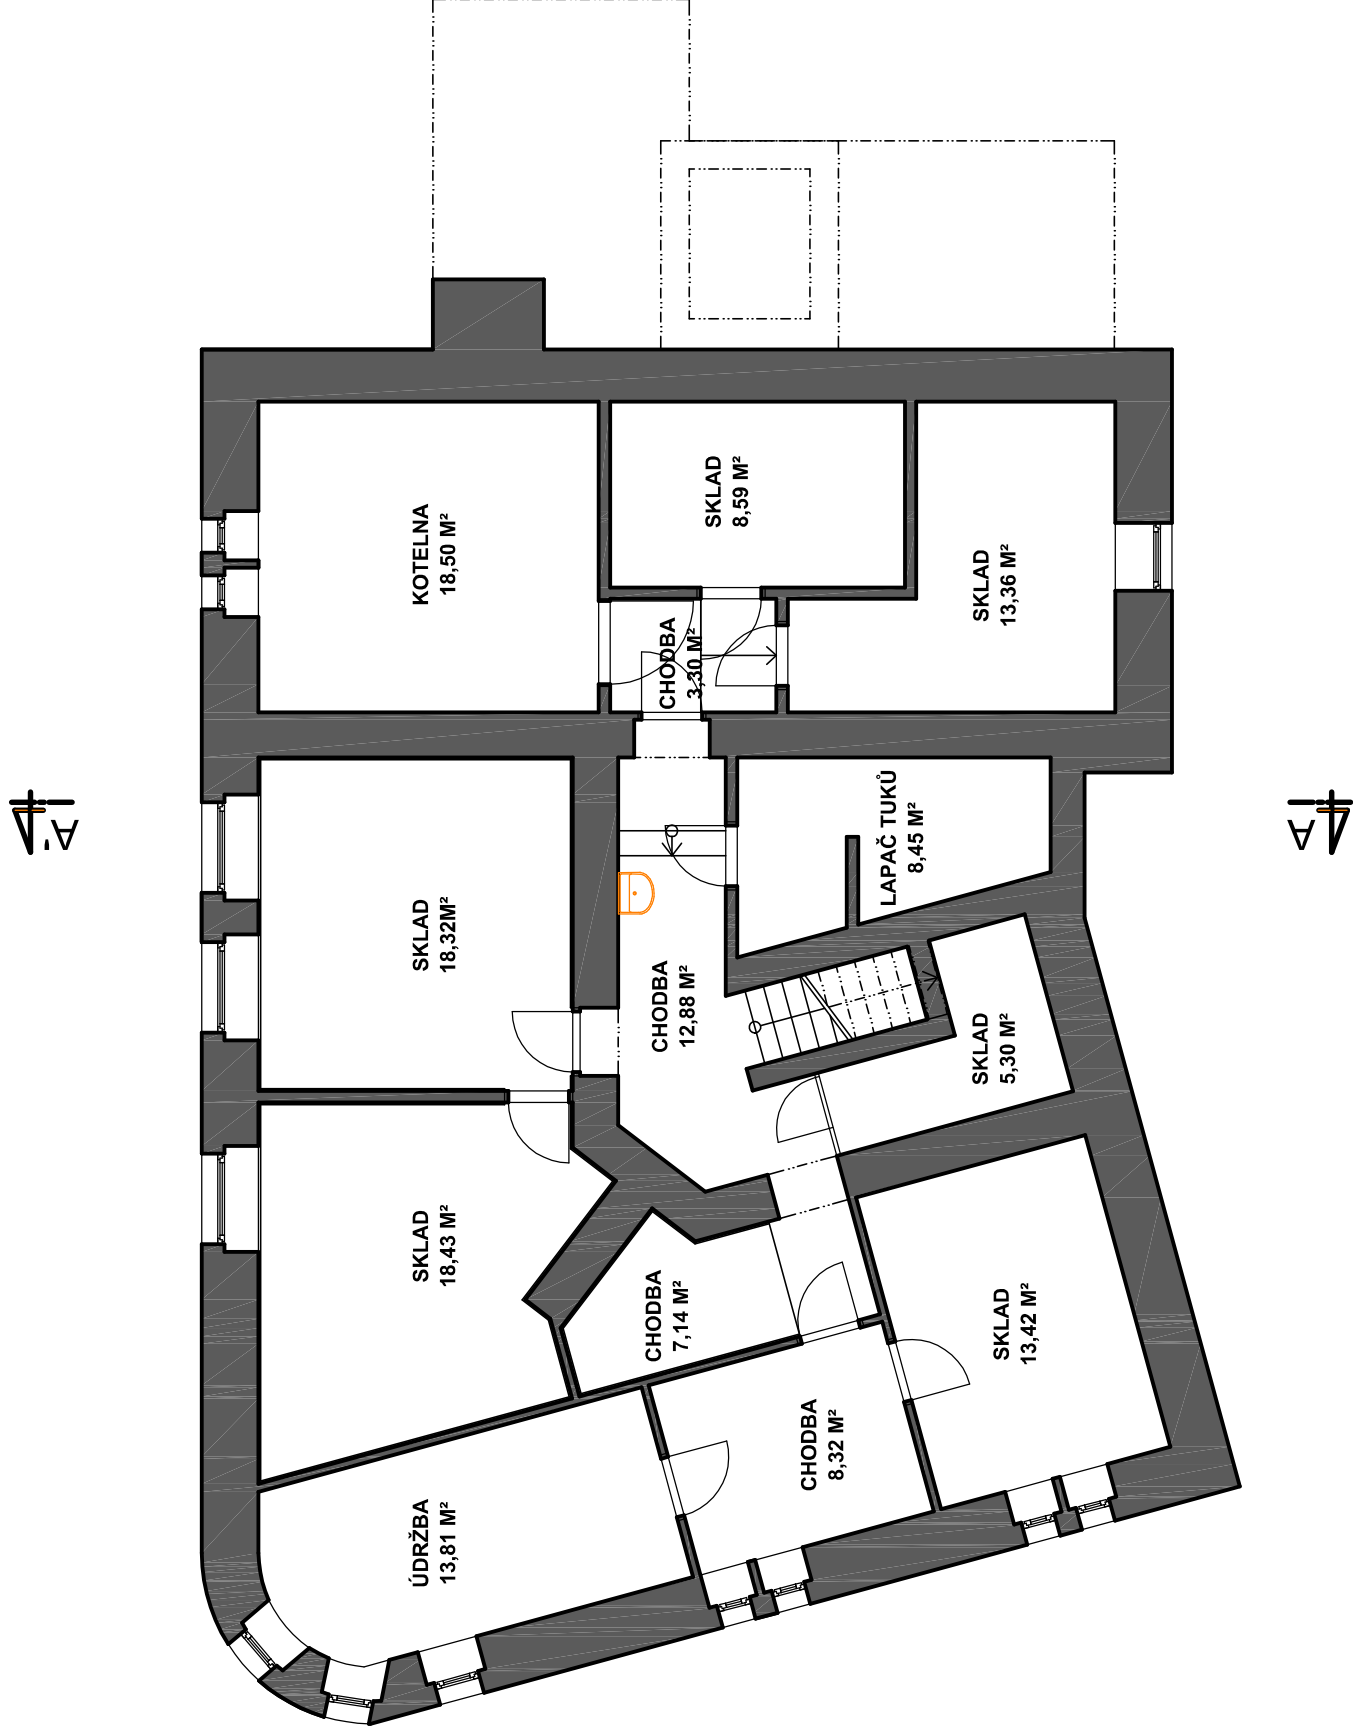 KOTELNA
18,50 M²
SKLAD
8,59 M²
SKLAD
13,36 M²
CHODBA
3,30 M²
LAPAČ TUKŮ
8,45 M²
A'
A
SKLAD
18,32M²
CHODBA
12,88 M²
SKLAD
5,30 M²
SKLAD
18,43 M²
CHODBA
7,14 M²
SKLAD
13,42 M²
CHODBA
8,32 M²
ÚDRŽBA
13,81 M²